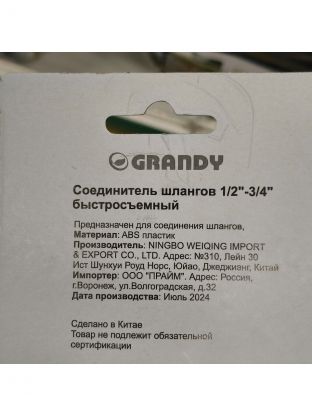 GRANDY
Соединитель шлангов 1/2"-3/4"
быстросъемный
Предназначен для соединения шлангов,
Материал: ABS пластик
Производитель: NINGBO WEIQING IMPORT
& EXPORT CO., LTD. Адрес: №310, Лейн 30
Ист Шунхуи Роуд Норс, Юйао, Джеджианг, Китай
Импортер: ООО "ПРАЙМ". Адрес: Россия,
г.Воронеж, ул.Волгоградская, д.32
Дата производства: Июль 2024
Сделано в Китае
Товар не подлежит обязательной
сертификации